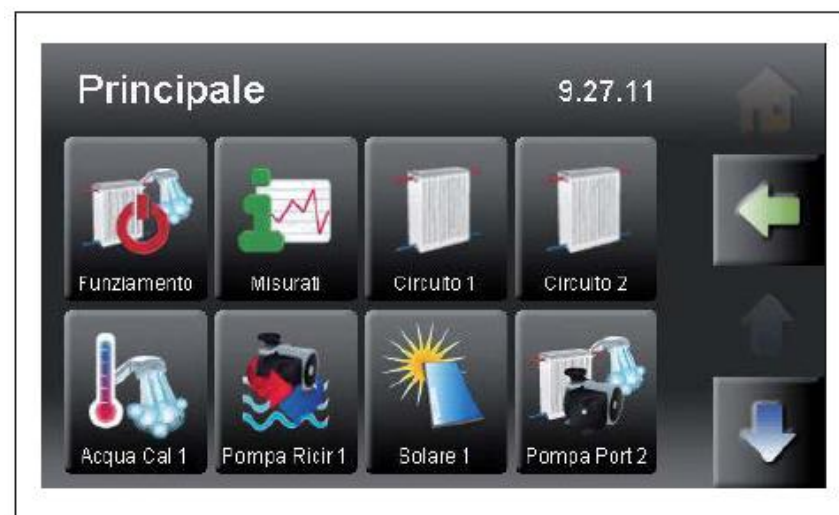 Principale 9.27.11
Funziamento Misurati Circuito 1 Circuito 2
Acqua Cal 1 Pompa Ricir 1 Solare 1 Pompa Port 2